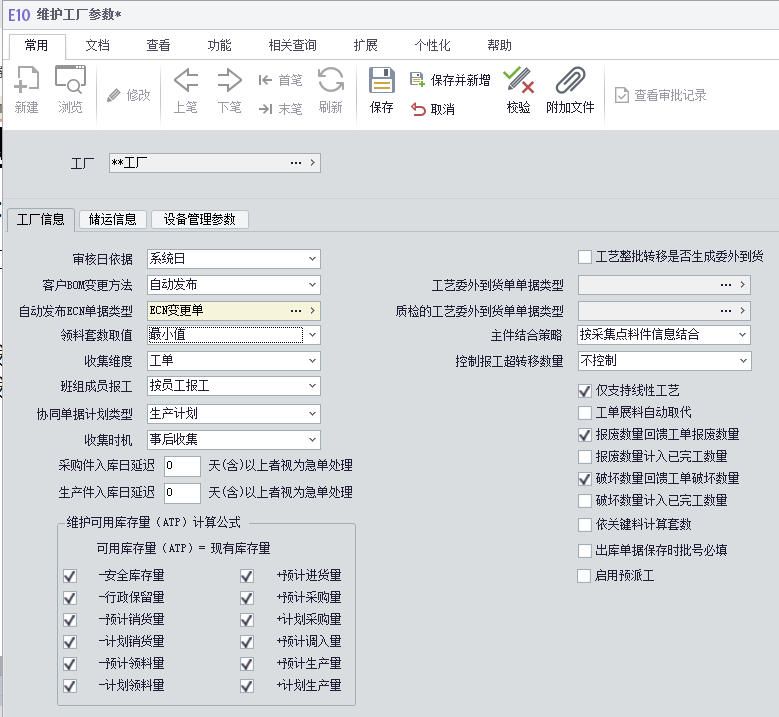 E10 维护工厂参数*
常用 文档 查看 功能 相关查询 扩展 个性化 帮助
新建 浏览 修改 上笔 下笔 首笔 末笔 刷新 保存 保存并新增 取消 校验 附加文件 查看审批记录
工厂 **工厂 ··· >
工厂信息 储运信息 设备管理参数
审核日依据 系统日
客户BOM变更方法 自动发布
自动发布ECN单据类型 ECN变更单 ··· >
领料套数取值 最小值
收集维度 工单
班组成员报工 按员工报工
协同单据计划类型 生产计划
收集时机 事后收集
采购件入库日延迟 0 天(含)以上者视为急单处理
生产件入库日延迟 0 天(含)以上者视为急单处理
维护可用库存量（ATP）计算公式
可用库存量（ATP）= 现有库存量
-安全库存量 +预计进货量
-行政保留量 +预计采购量
-预计销货量 +计划采购量
-计划销货量 +预计调入量
-预计领料量 +预计生产量
-计划领料量 +计划生产量
工艺整批转移是否生成委外到货
工艺委外到货单单据类型 ··· >
质检的工艺委外到货单单据类型 ··· >
主件结合策略 按采集点料件信息结合
控制报工超转移数量 不控制
仅支持线性工艺
工单展料自动取代
报废数量回馈工单报废数量
报废数量计入已完工数量
破坏数量回馈工单破坏数量
破坏数量计入已完工数量
依关键料计算套数
出库单据保存时批号必填
启用预派工